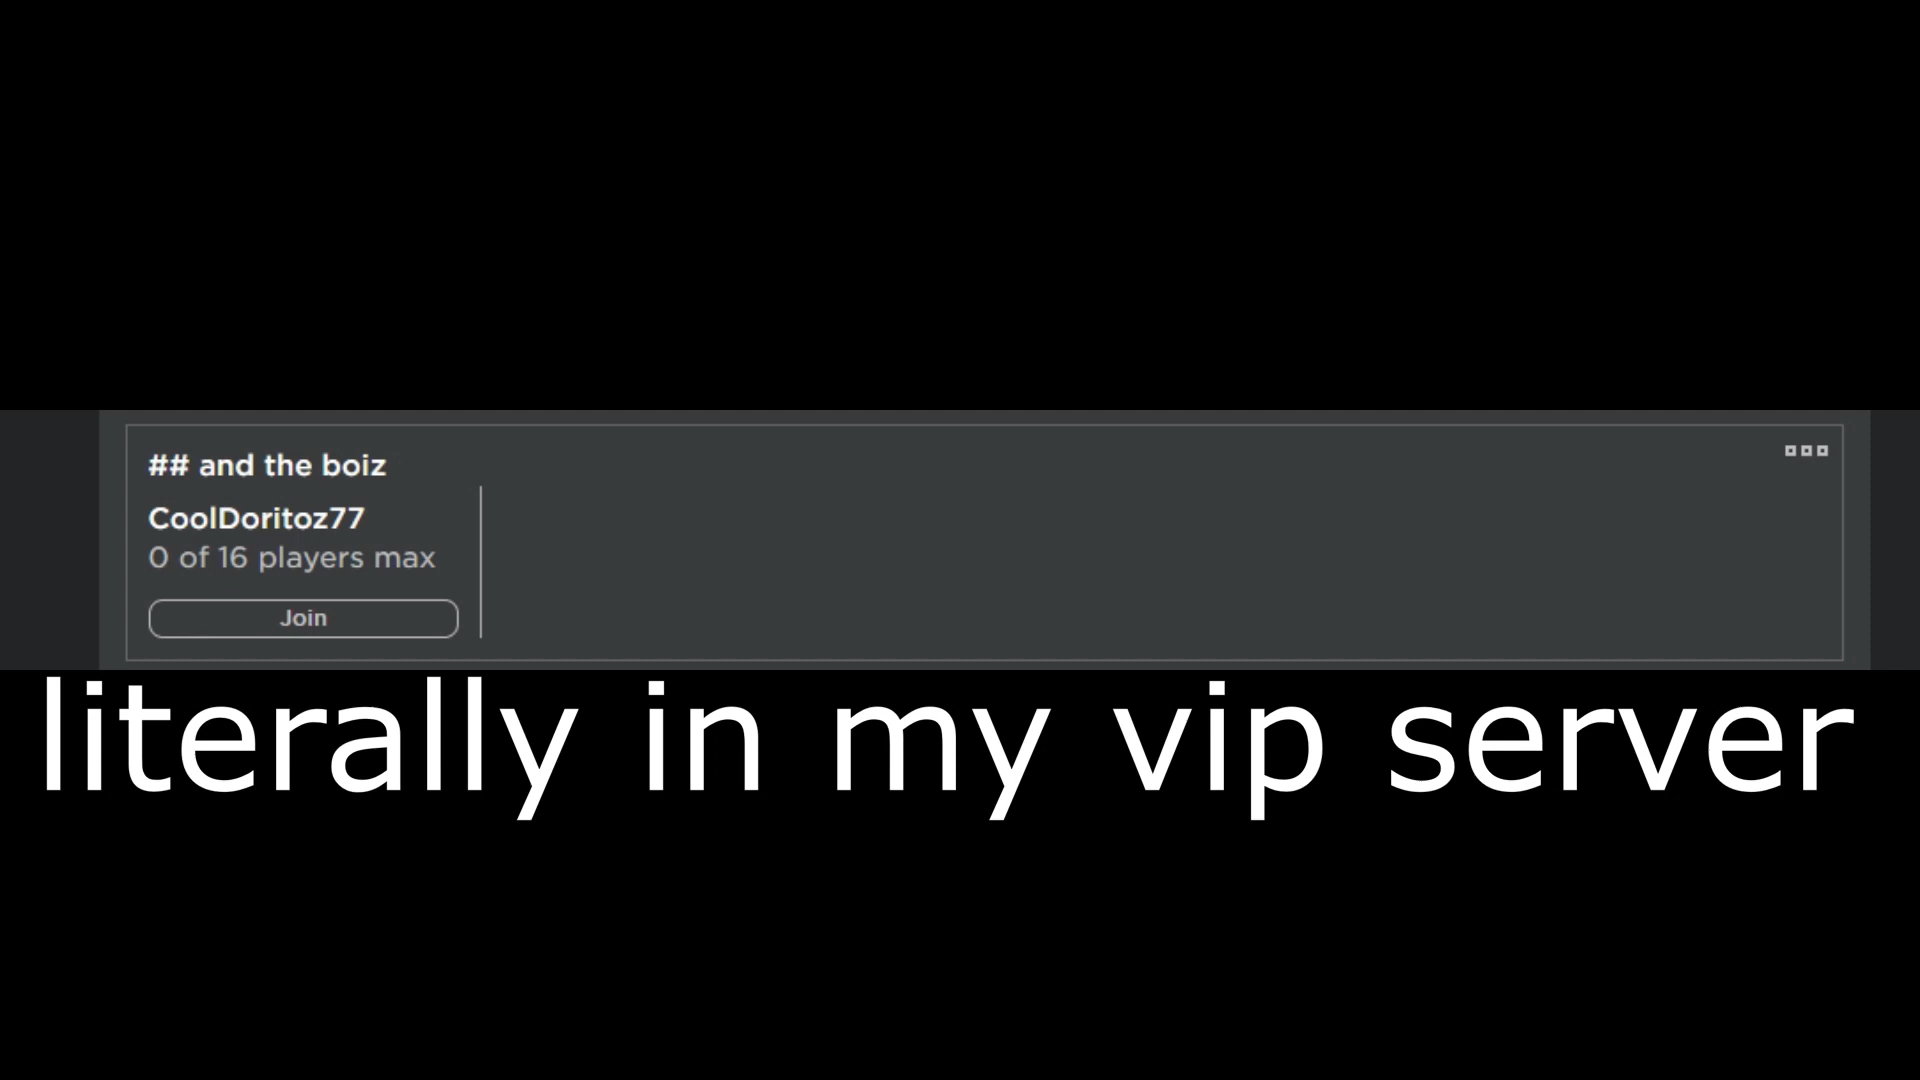 ## and the boiz
CoolDoritoz77
0 of 16 players max
Join
literally in my vip server